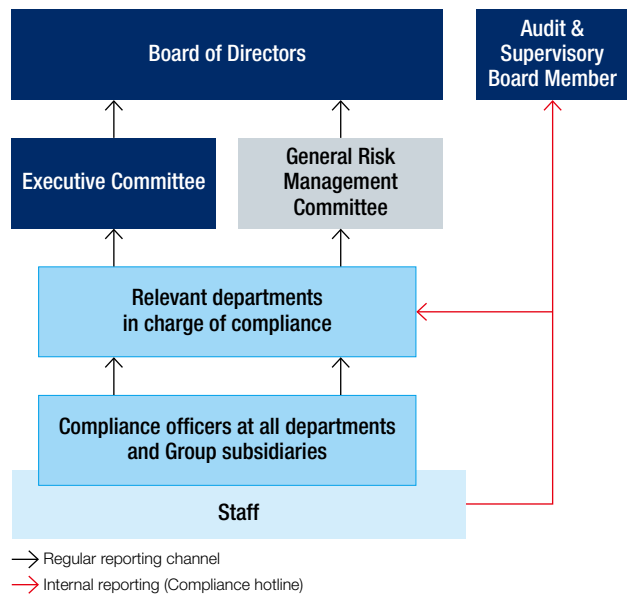 Board of Directors
Audit &
Supervisory
Board Member
Executive Committee
General Risk
Management
Committee
Relevant departments
in charge of compliance
Compliance officers at all departments
and Group subsidiaries
Staff
Regular reporting channel
Internal reporting (Compliance hotline)